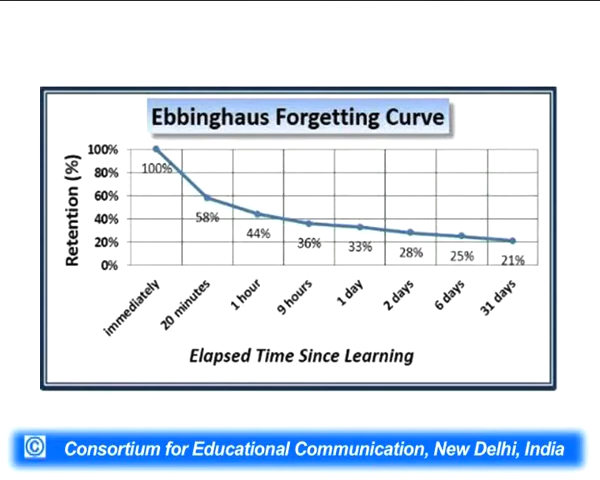 Ebbinghaus Forgetting Curve
Retention (%)
100%
80%
60%
40%
20%
0%
100%
58%
44%
36%
33%
28%
25%
21%
immediately
20 minutes
1 hour
9 hours
1 day
2 days
6 days
31 days
Elapsed Time Since Learning
© Consortium for Educational Communication, New Delhi, India